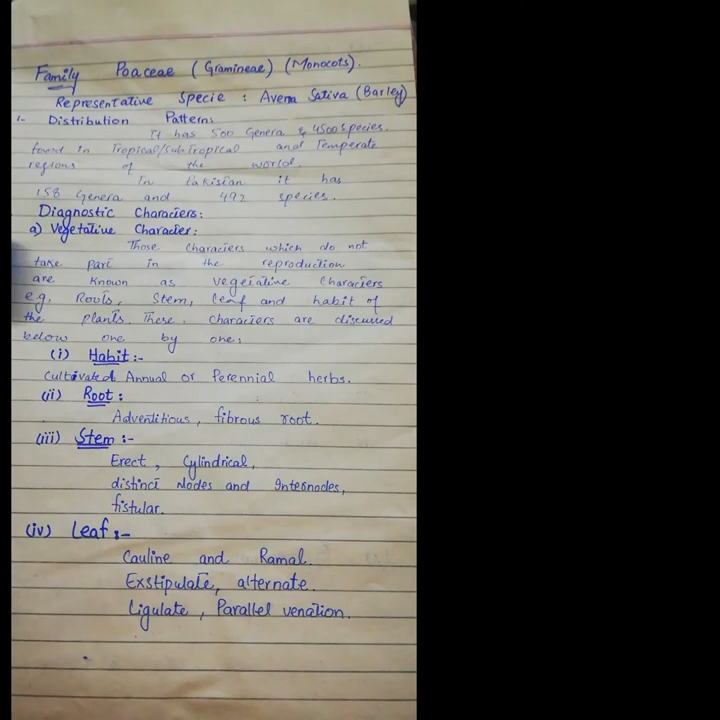 Family Poaceae (Gramineae) (Monocots).
Representative Specie : Avena Sativa (Barley)
1- Distribution Pattern:
It has 500 Genera & 4500 species.
found in Tropical/SubTropical and Temperate
regions of the world.
In Pakistan it has
158 Genera and 492 species.
Diagnostic Characters:
a) Vegetative Character:
Those characters which do not
take part in the reproduction
are known as vegetative characters
e.g. Roots, Stem, leaf and habit of
the plants. These characters are discussed
below one by one:
(i) Habit :-
Cultivated Annual or Perennial herbs.
(ii) Root :
Adventitious, fibrous root.
(iii) Stem :-
Erect, Cylindrical,
distinct Nodes and Internodes,
fistular.
(iv) Leaf :-
Cauline and Ramal.
Exstipulate, alternate.
Ligulate, Parallel venation.